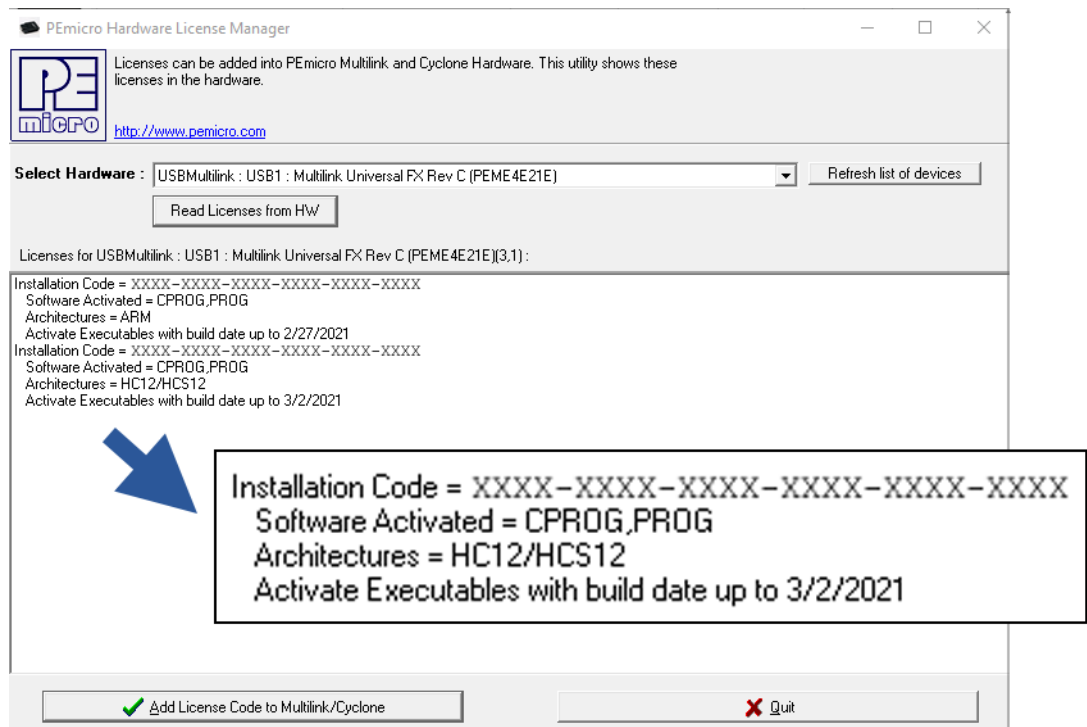 PEmicro Hardware License Manager
PE
micro
Licenses can be added into PEmicro Multilink and Cyclone Hardware. This utility shows these
licenses in the hardware.
http://www.pemicro.com
Select Hardware : USBMultilink : USB1 : Multilink Universal FX Rev C (PEME4E21E) Refresh list of devices
Read Licenses from HW
Licenses for USBMultilink : USB1 : Multilink Universal FX Rev C (PEME4E21E)(3,1) :
Installation Code = XXXX-XXXX-XXXX-XXXX-XXXX-XXXX
Software Activated = CPROG,PROG
Architectures = ARM
Activate Executables with build date up to 2/27/2021
Installation Code = XXXX-XXXX-XXXX-XXXX-XXXX-XXXX
Software Activated = CPROG,PROG
Architectures = HC12/HCS12
Activate Executables with build date up to 3/2/2021
Installation Code = XXXX-XXXX-XXXX-XXXX-XXXX-XXXX
Software Activated = CPROG,PROG
Architectures = HC12/HCS12
Activate Executables with build date up to 3/2/2021
Add License Code to Multilink/Cyclone
Quit